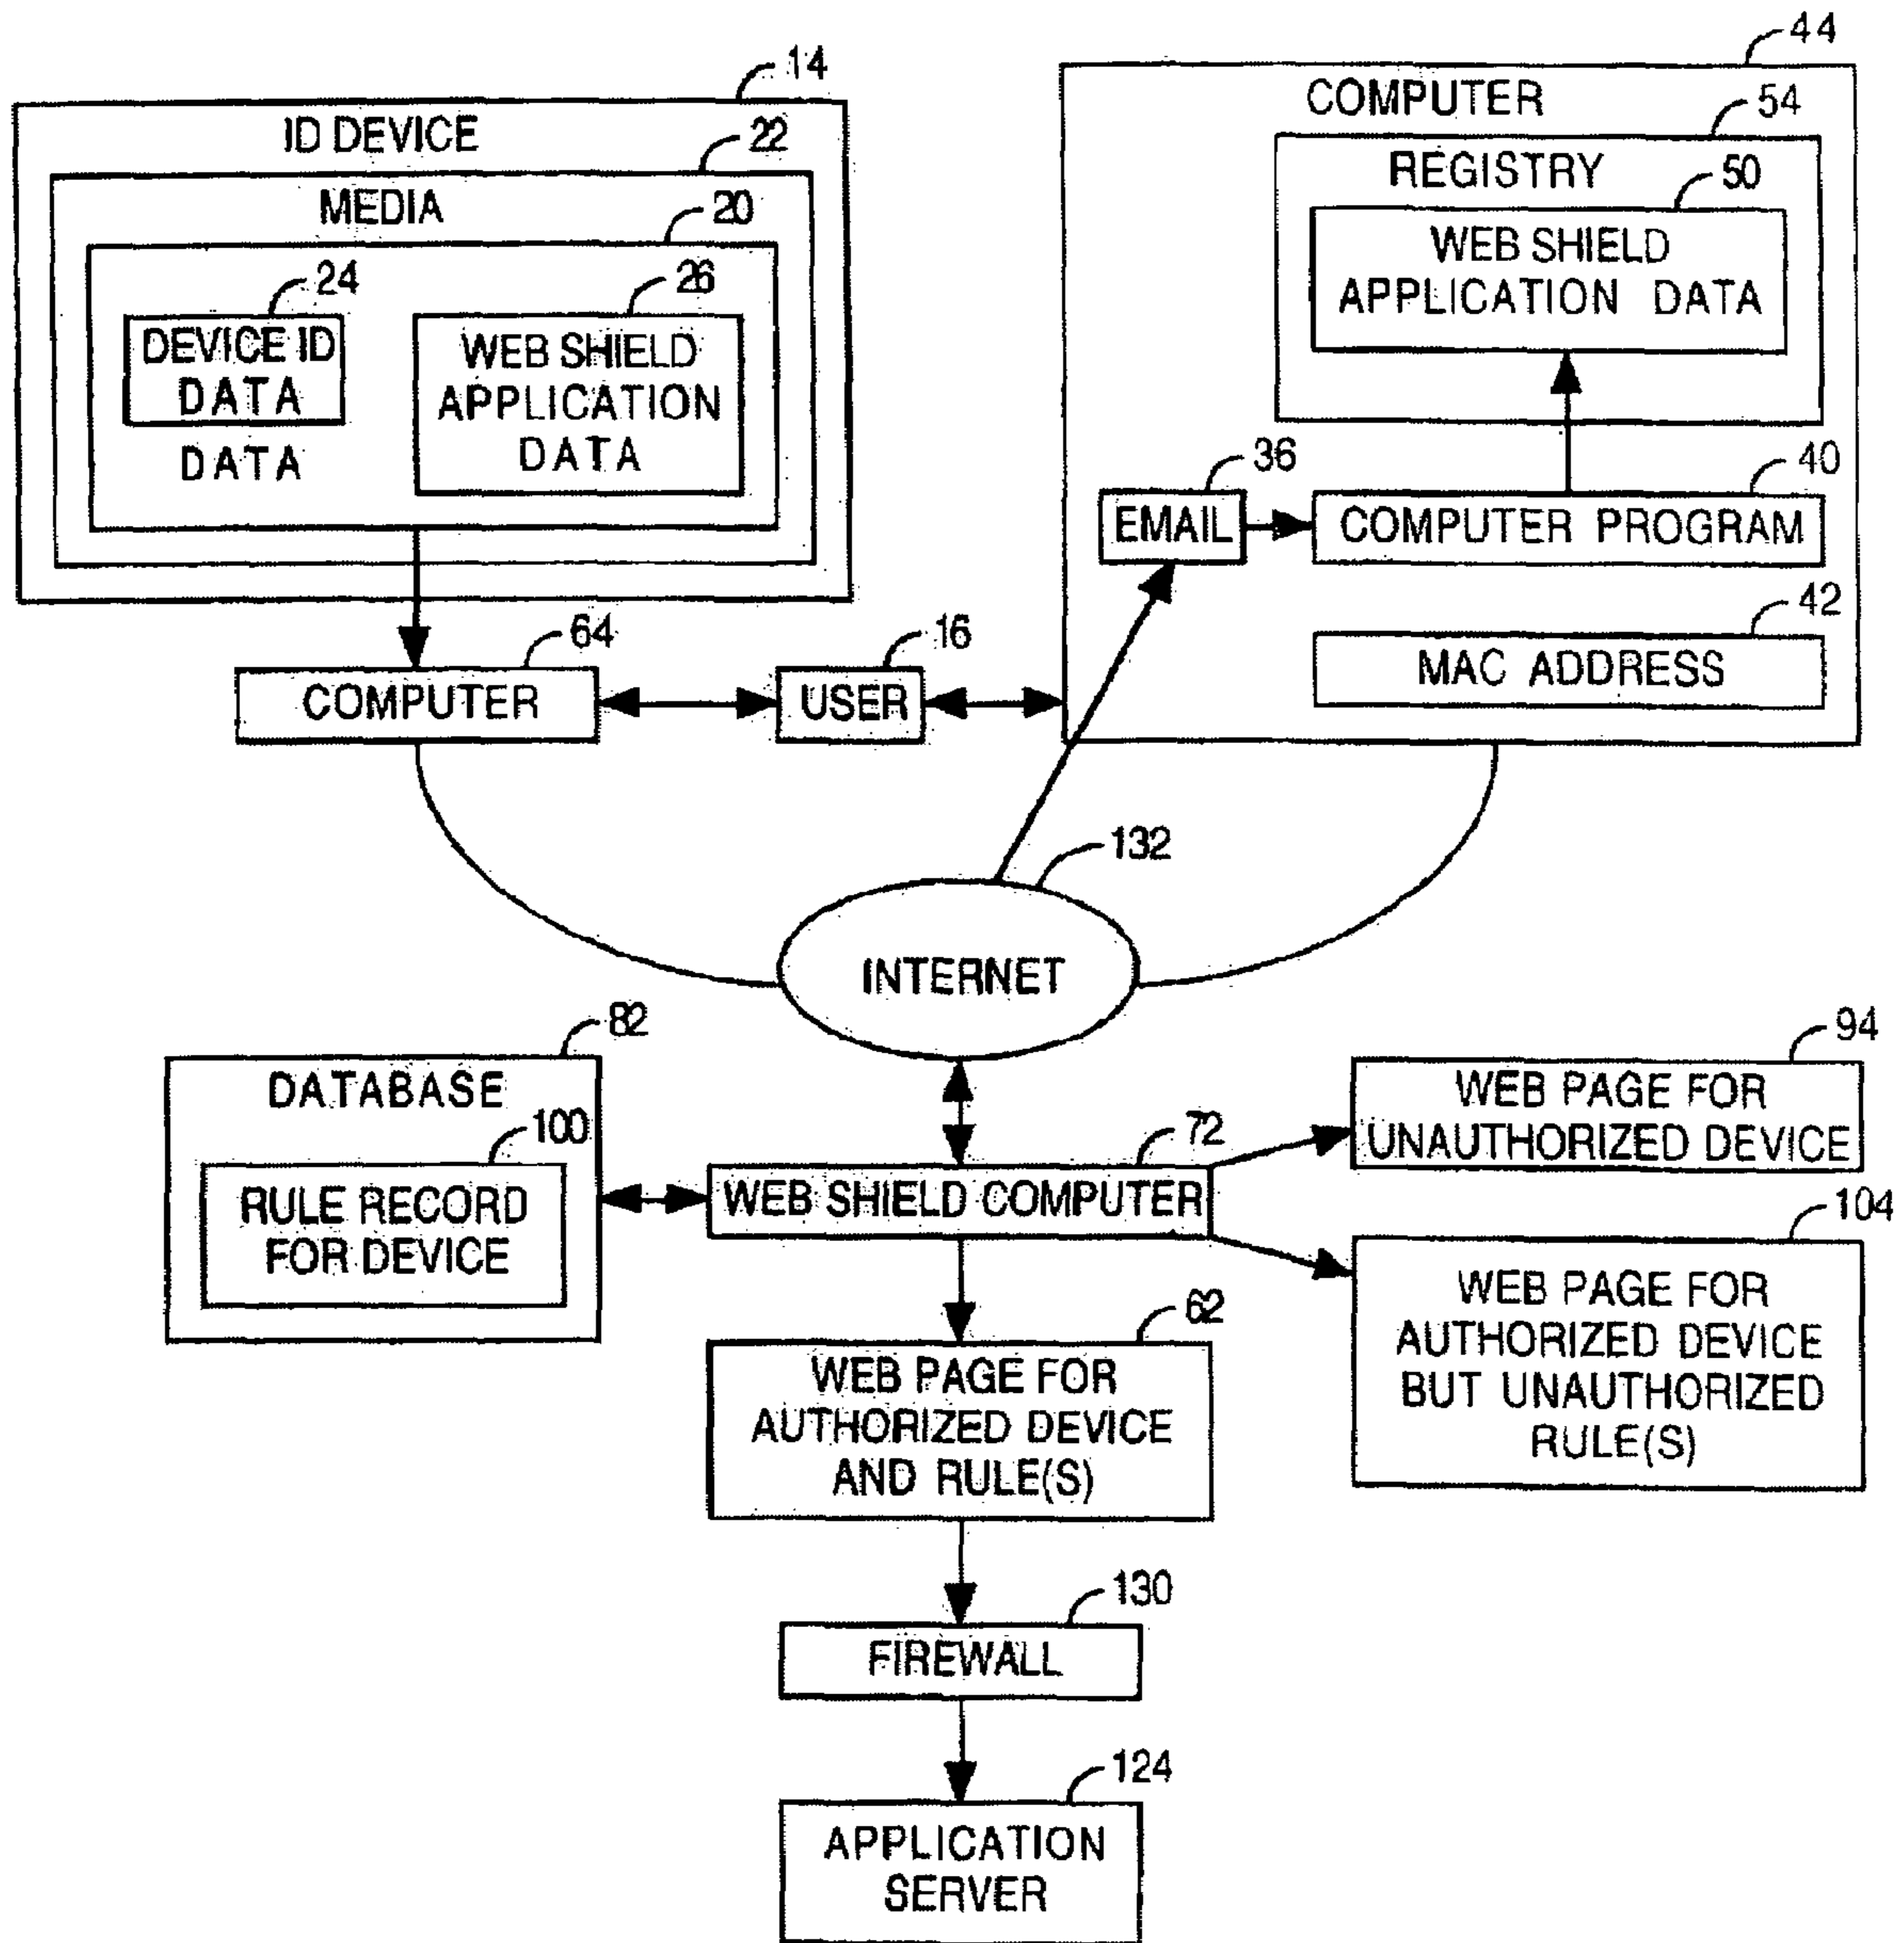 14
ID DEVICE
22
MEDIA
20
24
DEVICE ID
DATA
DATA
26
WEB SHIELD
APPLICATION
DATA
44
COMPUTER
54
REGISTRY
50
WEB SHIELD
APPLICATION DATA
36
EMAIL
40
COMPUTER PROGRAM
42
MAC ADDRESS
64
COMPUTER
16
USER
132
INTERNET
82
DATABASE
100
RULE RECORD
FOR DEVICE
72
WEB SHIELD COMPUTER
94
WEB PAGE FOR
UNAUTHORIZED DEVICE
104
WEB PAGE FOR
AUTHORIZED DEVICE
BUT UNAUTHORIZED
RULE(S)
62
WEB PAGE FOR
AUTHORIZED DEVICE
AND RULE(S)
130
FIREWALL
124
APPLICATION
SERVER